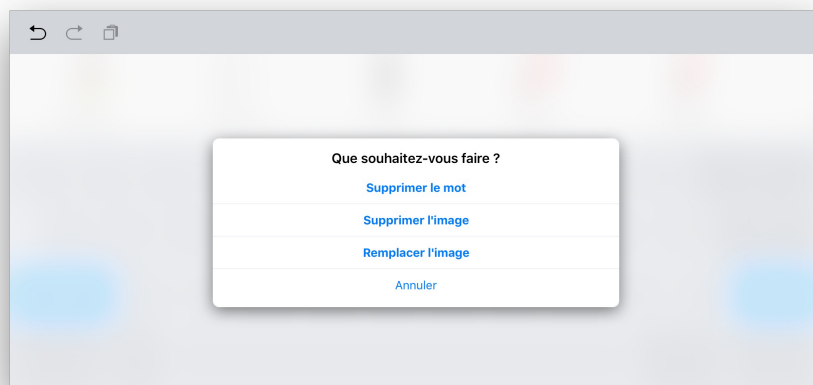 Que souhaitez-vous faire ?
Supprimer le mot
Supprimer l'image
Remplacer l'image
Annuler